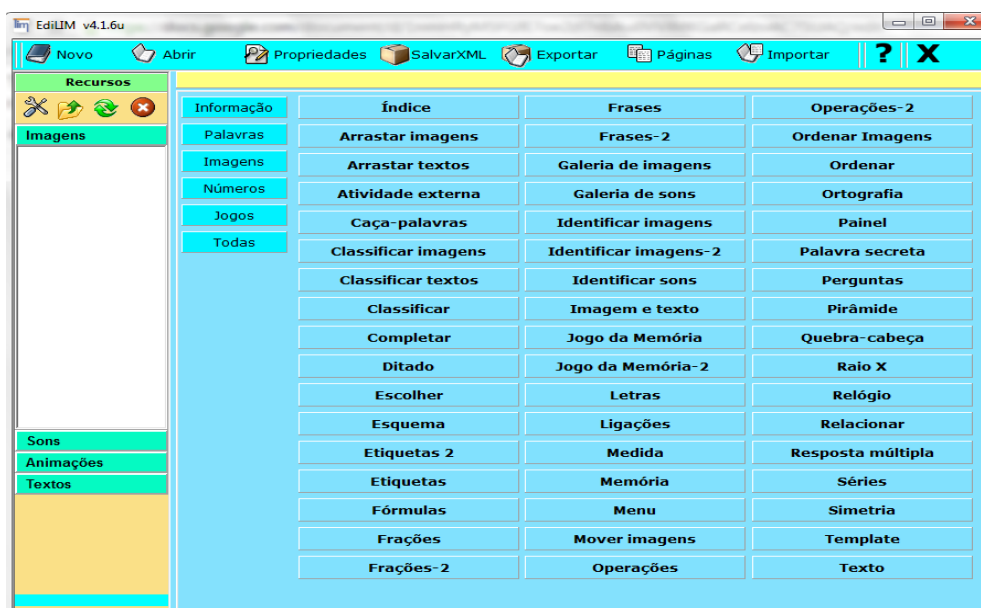 EdiLIM v4.1.6u
Novo Abrir Propriedades SalvarXML Exportar Páginas Importar ? X
Recursos
Imagens
Sons
Animações
Textos
Informação
Palavras
Imagens
Números
Jogos
Todas
Índice Frases Operações-2
Arrastar imagens Frases-2 Ordenar Imagens
Arrastar textos Galeria de imagens Ordenar
Atividade externa Galeria de sons Ortografia
Caça-palavras Identificar imagens Painel
Classificar imagens Identificar imagens-2 Palavra secreta
Classificar textos Identificar sons Perguntas
Classificar Imagem e texto Pirâmide
Completar Jogo da Memória Quebra-cabeça
Ditado Jogo da Memória-2 Raio X
Escolher Letras Relógio
Esquema Ligações Relacionar
Etiquetas 2 Medida Resposta múltipla
Etiquetas Memória Séries
Fórmulas Menu Simetria
Frações Mover imagens Template
Frações-2 Operações Texto